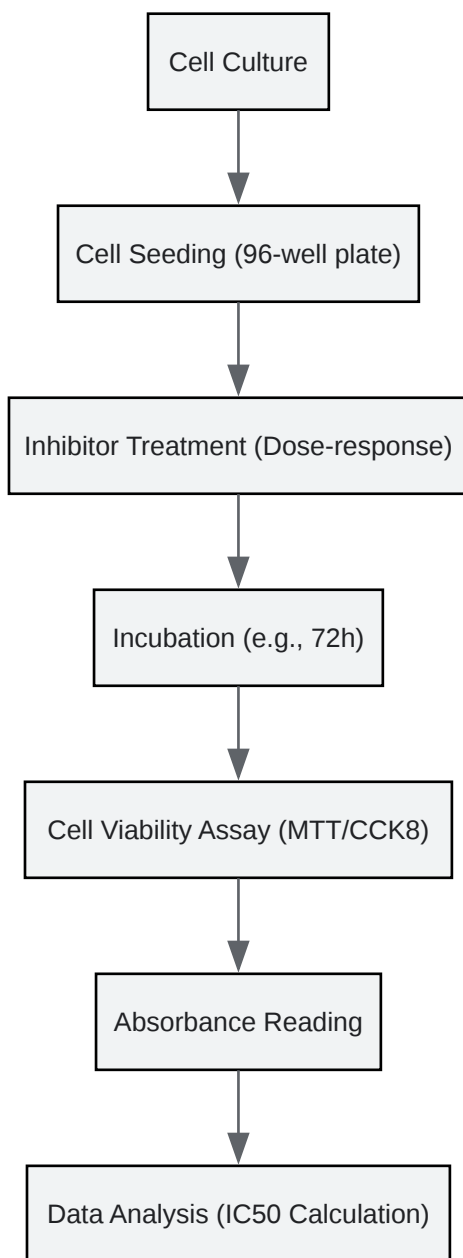 Cell Culture
Cell Seeding (96-well plate)
Inhibitor Treatment (Dose-response)
Incubation (e.g., 72h)
Cell Viability Assay (MTT/CCK8)
Absorbance Reading
Data Analysis (IC50 Calculation)